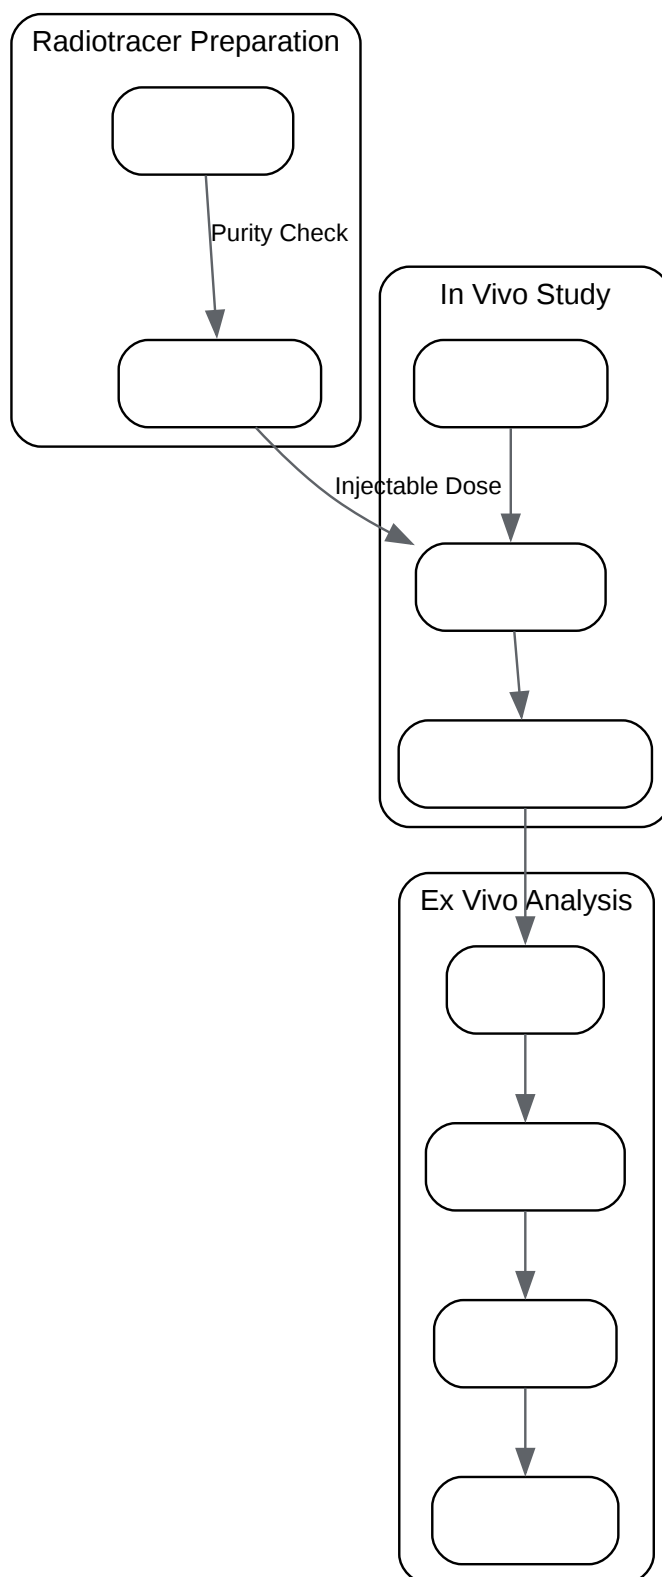 Radiotracer Preparation
Purity Check
In Vivo Study
Injectable Dose
Ex Vivo Analysis